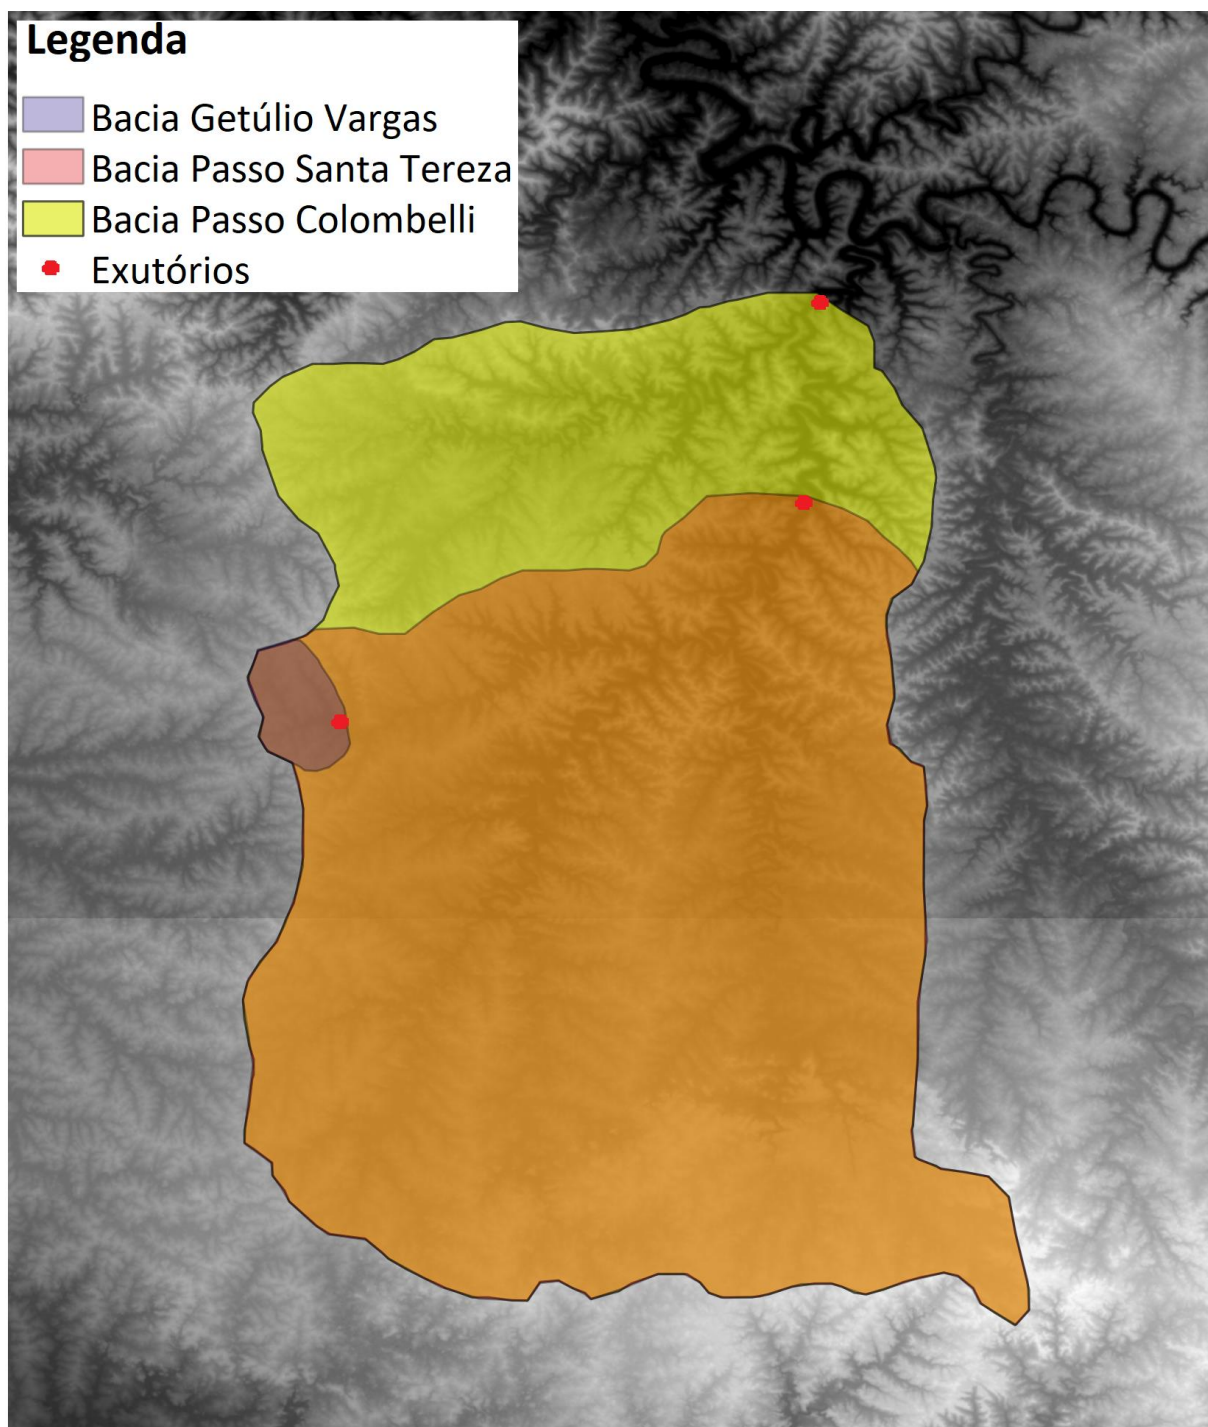 Legenda
Bacia Getúlio Vargas
Bacia Passo Santa Tereza
Bacia Passo Colombelli
Exutórios